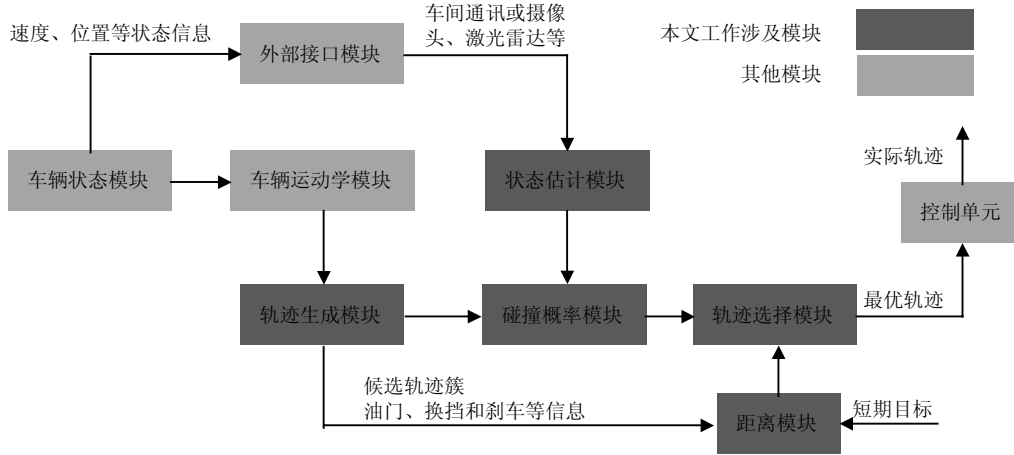 速度、位置等状态信息
外部接口模块
车间通讯或摄像
头、激光雷达等
本文工作涉及模块
其他模块
车辆状态模块
车辆运动学模块
状态估计模块
实际轨迹
控制单元
轨迹生成模块
碰撞概率模块
轨迹选择模块
最优轨迹
候选轨迹簇
油门、换挡和刹车等信息
距离模块
短期目标